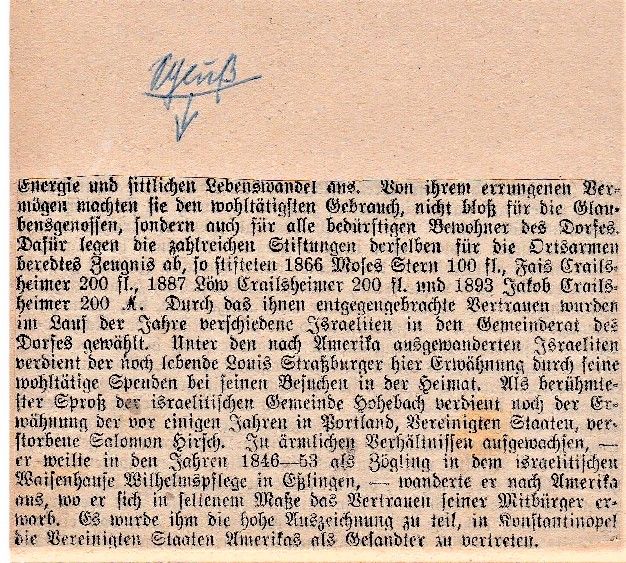 Schluß
Energie und sittlichen Lebenswandel aus. Von ihrem errungenen Ver-
mögen machten sie den wohltätigsten Gebrauch, nicht bloß für die Glau-
bensgenossen, sondern auch für alle bedürftigen Bewohner des Dorfes.
Dafür legen die zahlreichen Stiftungen derselben für die Ortsarmen
beredtes Zeugnis ab, so stifteten 1866 Moses Stern 100 fl., Fais Crails-
heimer 200 fl., 1887 Löw Crailsheimer 200 fl. und 1893 Jakob Crails-
heimer 200 ℳ. Durch das ihnen entgegengebrachte Vertrauen wurden
im Lauf der Jahre verschiedene Israeliten in den Gemeinderat des
Dorfes gewählt. Unter den nach Amerika ausgewanderten Israeliten
verdient der noch lebende Louis Straßburger hier Erwähnung durch seine
wohltätige Spenden bei seinen Besuchen in der Heimat. Als berühmte-
ster Sproß der israelitischen Gemeinde Hohebach verdient noch der Er-
wähnung der vor einigen Jahren in Portland, Vereinigten Staaten, ver-
storbene Salomon Hirsch. In ärmlichen Verhältnissen aufgewachsen, —
er weilte in den Jahren 1846—53 als Zögling in dem israelitischen
Waisenhause Wilhelmspflege in Eßlingen, — wanderte er nach Amerika
aus, wo er sich in seltenem Maße das Vertrauen seiner Mitbürger er-
warb. Es wurde ihm die hohe Auszeichnung zu teil, in Konstantinopel
die Vereinigten Staaten Amerikas als Gesandter zu vertreten.